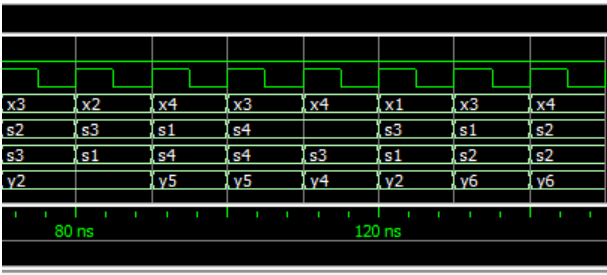 x3 x2 x4 x3 x4 x1 x3 x4
s2 s3 s1 s4 s3 s1 s2
s3 s1 s4 s4 s3 s1 s2 s2
y2 y5 y5 y4 y2 y6 y6
80 ns 120 ns